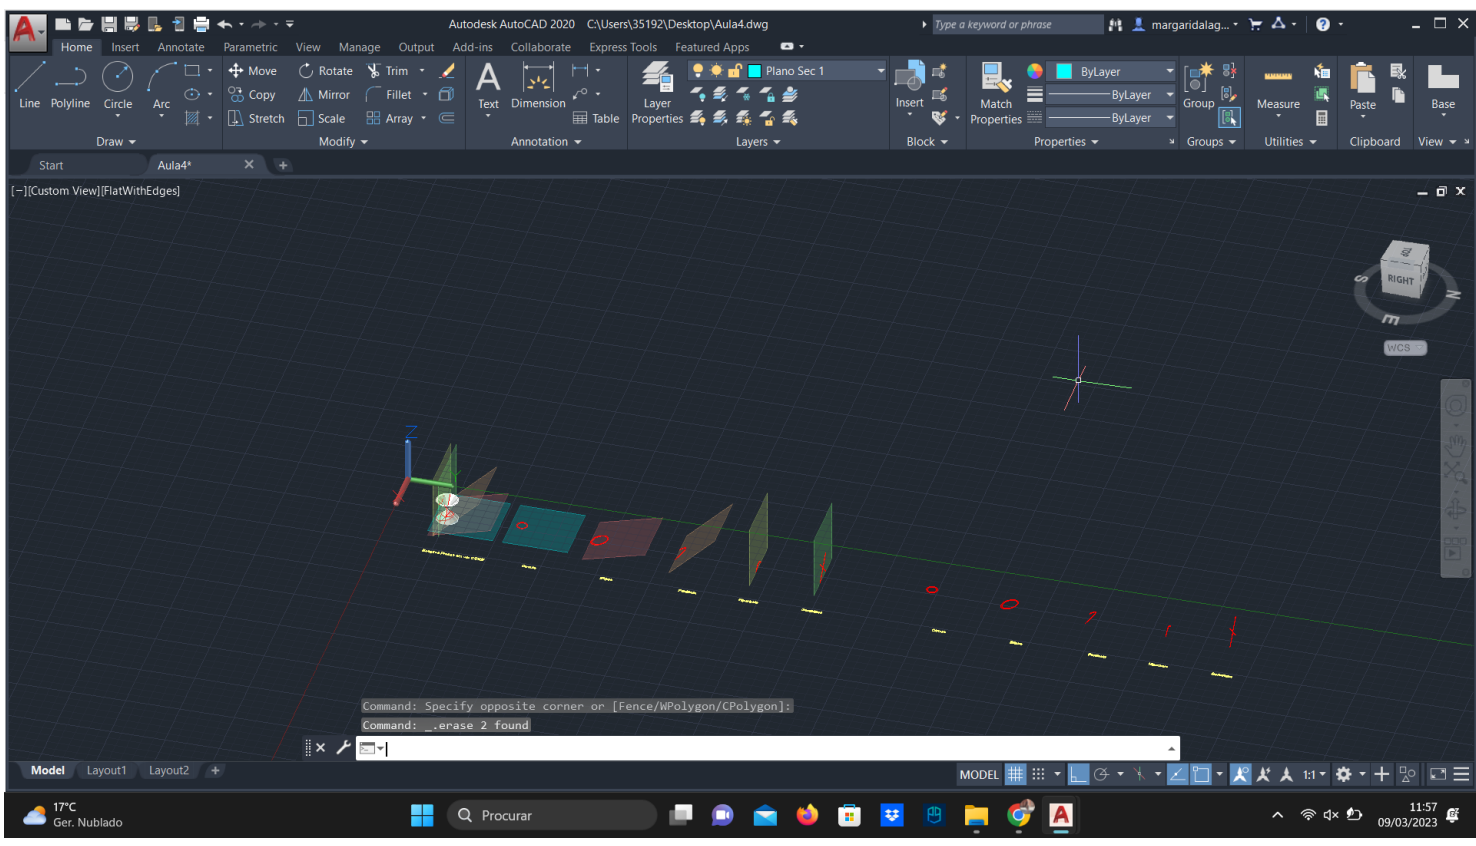 Autodesk AutoCAD 2020 C:\Users\35192\Desktop\Aula4.dwg
Type a keyword or phrase
margaridalag...
Home Insert Annotate Parametric View Manage Output Add-ins Collaborate Express Tools Featured Apps
Line Polyline Circle Arc
Move Rotate Trim
Copy Mirror Fillet
Stretch Scale Array
Text Dimension
Table
Layer
Properties
Plano Sec 1
Insert
Match
Properties
ByLayer
ByLayer
ByLayer
Group
Measure
Paste
Base
Draw Modify Annotation Layers Block Properties Groups Utilities Clipboard View
Start Aula4*
[−][Custom View][FlatWithEdges]
RIGHT
S
N
E
WCS
Z
Command: Specify opposite corner or [Fence/WPolygon/CPolygon]:
Command: _.erase 2 found
Model Layout1 Layout2
MODEL
1:1
17°C
Ger. Nublado
Procurar
11:57
09/03/2023